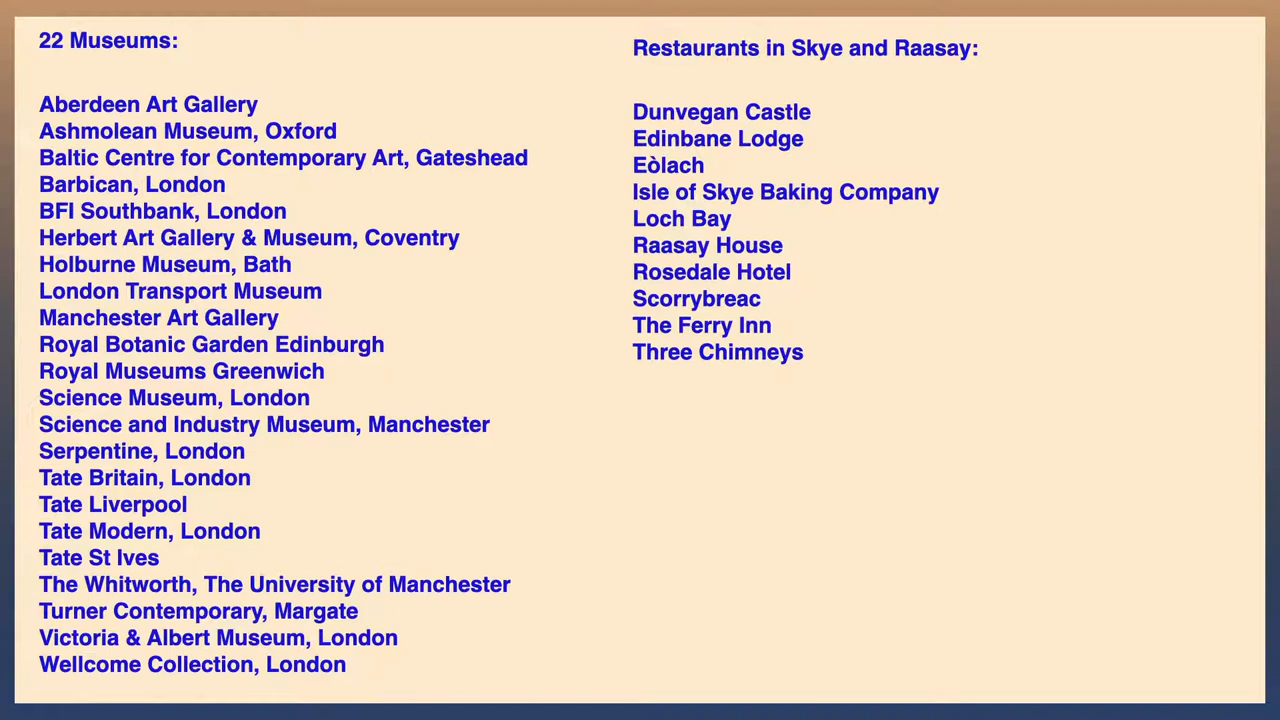 22 Museums:
Aberdeen Art Gallery
Ashmolean Museum, Oxford
Baltic Centre for Contemporary Art, Gateshead
Barbican, London
BFI Southbank, London
Herbert Art Gallery & Museum, Coventry
Holburne Museum, Bath
London Transport Museum
Manchester Art Gallery
Royal Botanic Garden Edinburgh
Royal Museums Greenwich
Science Museum, London
Science and Industry Museum, Manchester
Serpentine, London
Tate Britain, London
Tate Liverpool
Tate Modern, London
Tate St Ives
The Whitworth, The University of Manchester
Turner Contemporary, Margate
Victoria & Albert Museum, London
Wellcome Collection, London
Restaurants in Skye and Raasay:
Dunvegan Castle
Edinbane Lodge
Eòlach
Isle of Skye Baking Company
Loch Bay
Raasay House
Rosedale Hotel
Scorrybreac
The Ferry Inn
Three Chimneys